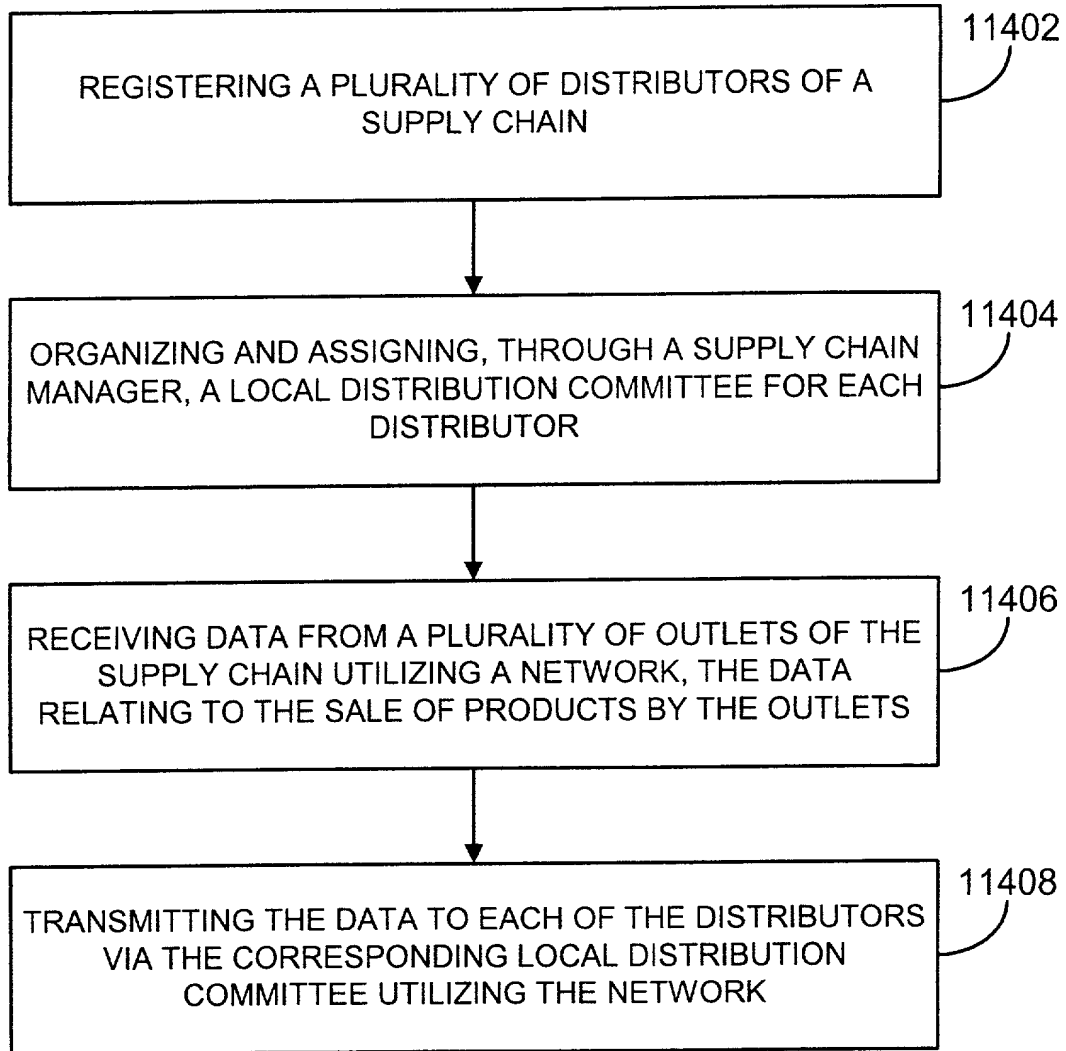 11402
REGISTERING A PLURALITY OF DISTRIBUTORS OF A
SUPPLY CHAIN
11404
ORGANIZING AND ASSIGNING, THROUGH A SUPPLY CHAIN
MANAGER, A LOCAL DISTRIBUTION COMMITTEE FOR EACH
DISTRIBUTOR
11406
RECEIVING DATA FROM A PLURALITY OF OUTLETS OF THE
SUPPLY CHAIN UTILIZING A NETWORK, THE DATA
RELATING TO THE SALE OF PRODUCTS BY THE OUTLETS
11408
TRANSMITTING THE DATA TO EACH OF THE DISTRIBUTORS
VIA THE CORRESPONDING LOCAL DISTRIBUTION
COMMITTEE UTILIZING THE NETWORK